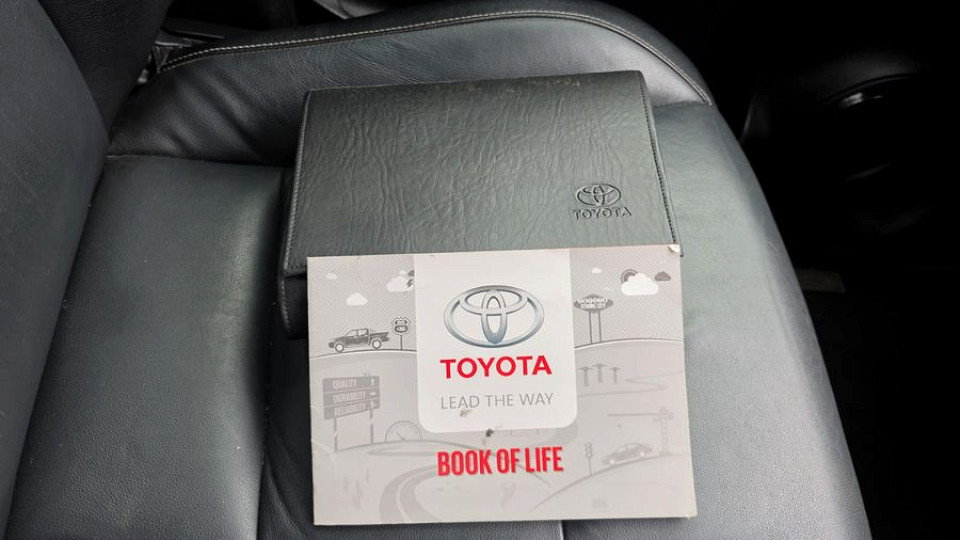 TOYOTA
TOYOTA
LEAD THE WAY
QUALITY
DURABILITY
RELIABILITY
BOOK OF LIFE